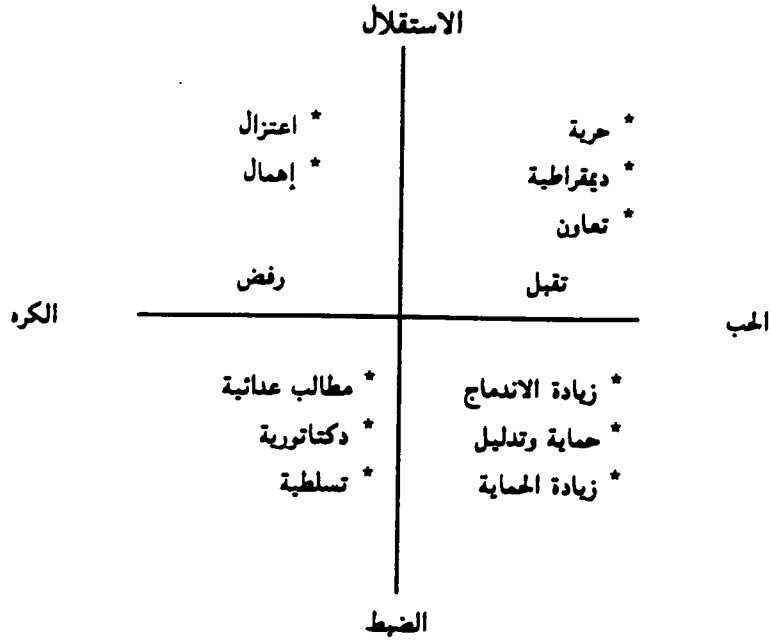 الاستقلال
* حرية
* ديمقراطية
* تعاون
تقبل
* اعتزال
* إهمال
رفض
الحب
الكره
* زيادة الاندماج
* حماية وتدليل
* زيادة الحماية
* مطالب عدائية
* دكتاتورية
* تسلطية
الضبط